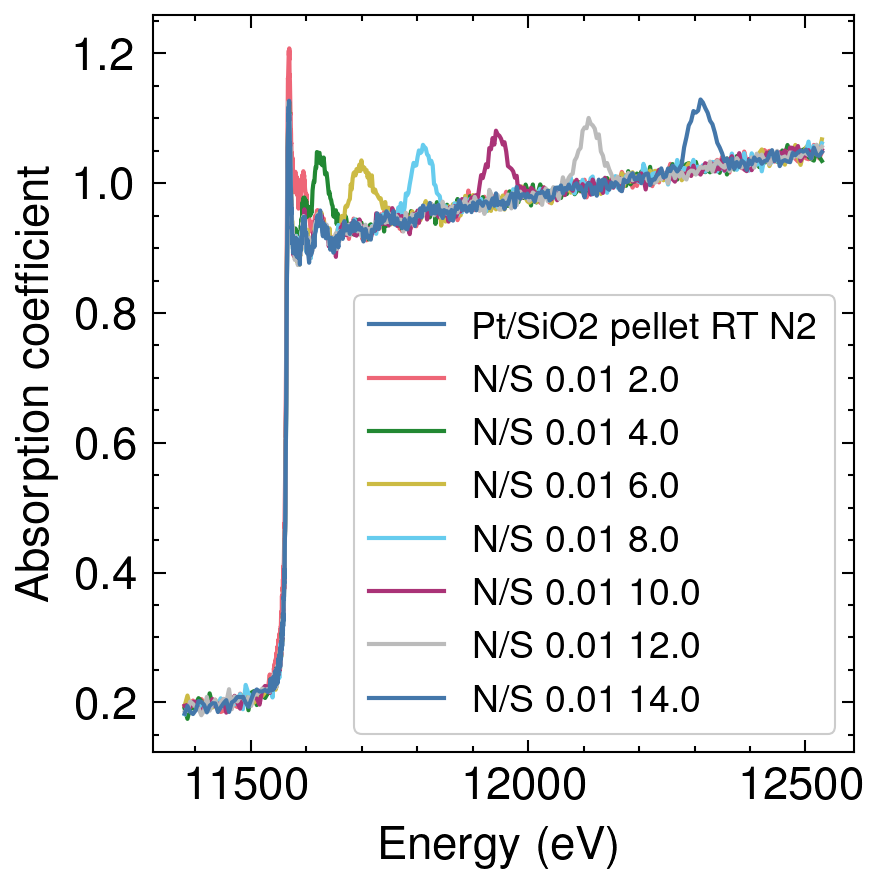 Absorption coefficient
1.2
1.0
0.8
0.6
0.4
0.2
Pt/SiO2 pellet RT N2
N/S 0.01 2.0
N/S 0.01 4.0
N/S 0.01 6.0
N/S 0.01 8.0
N/S 0.01 10.0
N/S 0.01 12.0
N/S 0.01 14.0
11500 12000 12500
Energy (eV)